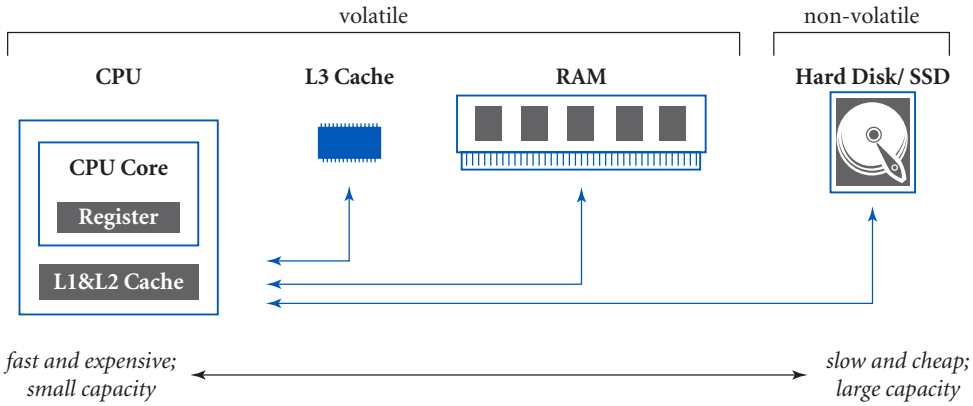 volatile
non-volatile
CPU
L3 Cache
RAM
Hard Disk/ SSD
CPU Core
Register
L1&L2 Cache
fast and expensive;
small capacity
slow and cheap;
large capacity